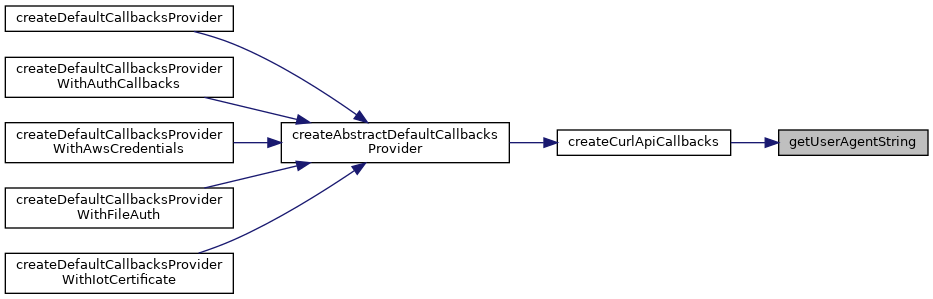 createDefaultCallbacksProvider
createDefaultCallbacksProvider
WithAuthCallbacks
createDefaultCallbacksProvider
WithAwsCredentials
createDefaultCallbacksProvider
WithFileAuth
createDefaultCallbacksProvider
WithIotCertificate
createAbstractDefaultCallbacks
Provider
createCurlApiCallbacks
getUserAgentString